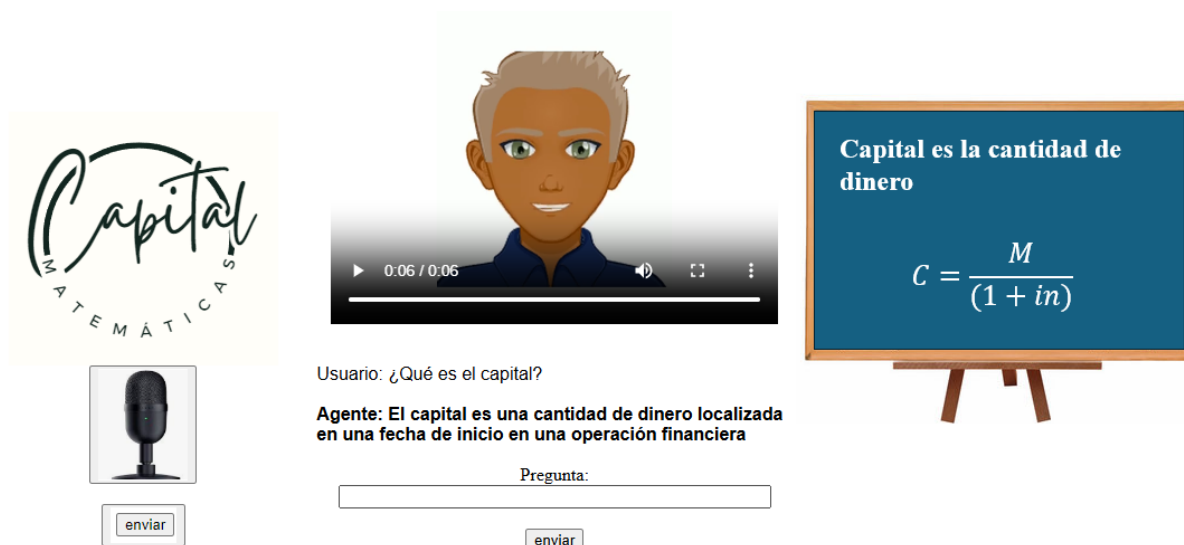 Capital
MATEMÁTICAS
enviar
0:06 / 0:06
Usuario: ¿Qué es el capital?
Agente: El capital es una cantidad de dinero localizada
en una fecha de inicio en una operación financiera
Pregunta:
enviar
Capital es la cantidad de
dinero
C = M / (1 + in)